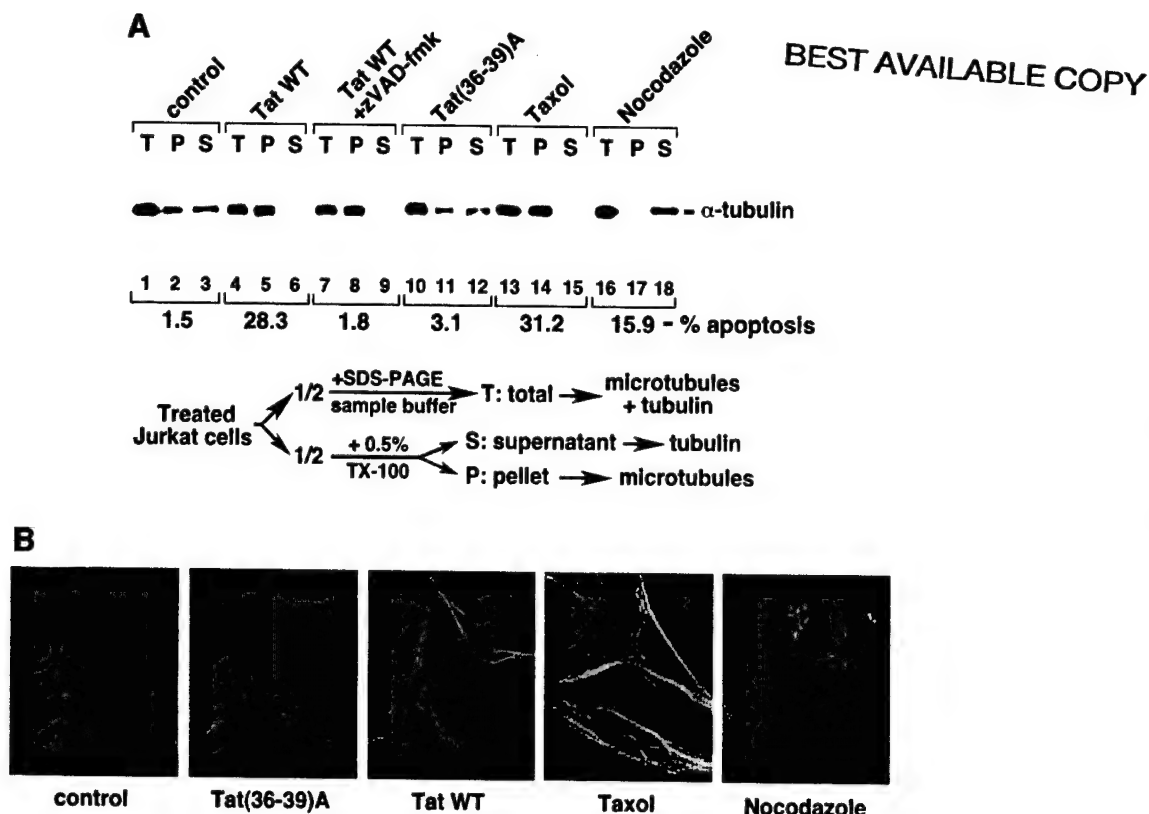 A
BEST AVAILABLE COPY
control
Tat WT
Tat WT
+zVAD-fmk
Tat(36-39)A
Taxol
Nocodazole
T P S T P S T P S T P S T P S T P S
α-tubulin
1 2 3 4 5 6 7 8 9 10 11 12 13 14 15 16 17 18
1.5 28.3 1.8 3.1 31.2 15.9 - % apoptosis
Treated
Jurkat cells
1/2
+SDS-PAGE
sample buffer
T: total
microtubules
+ tubulin
1/2
+ 0.5%
TX-100
S: supernatant
tubulin
P: pellet
microtubules
B
control
Tat(36-39)A
Tat WT
Taxol
Nocodazole